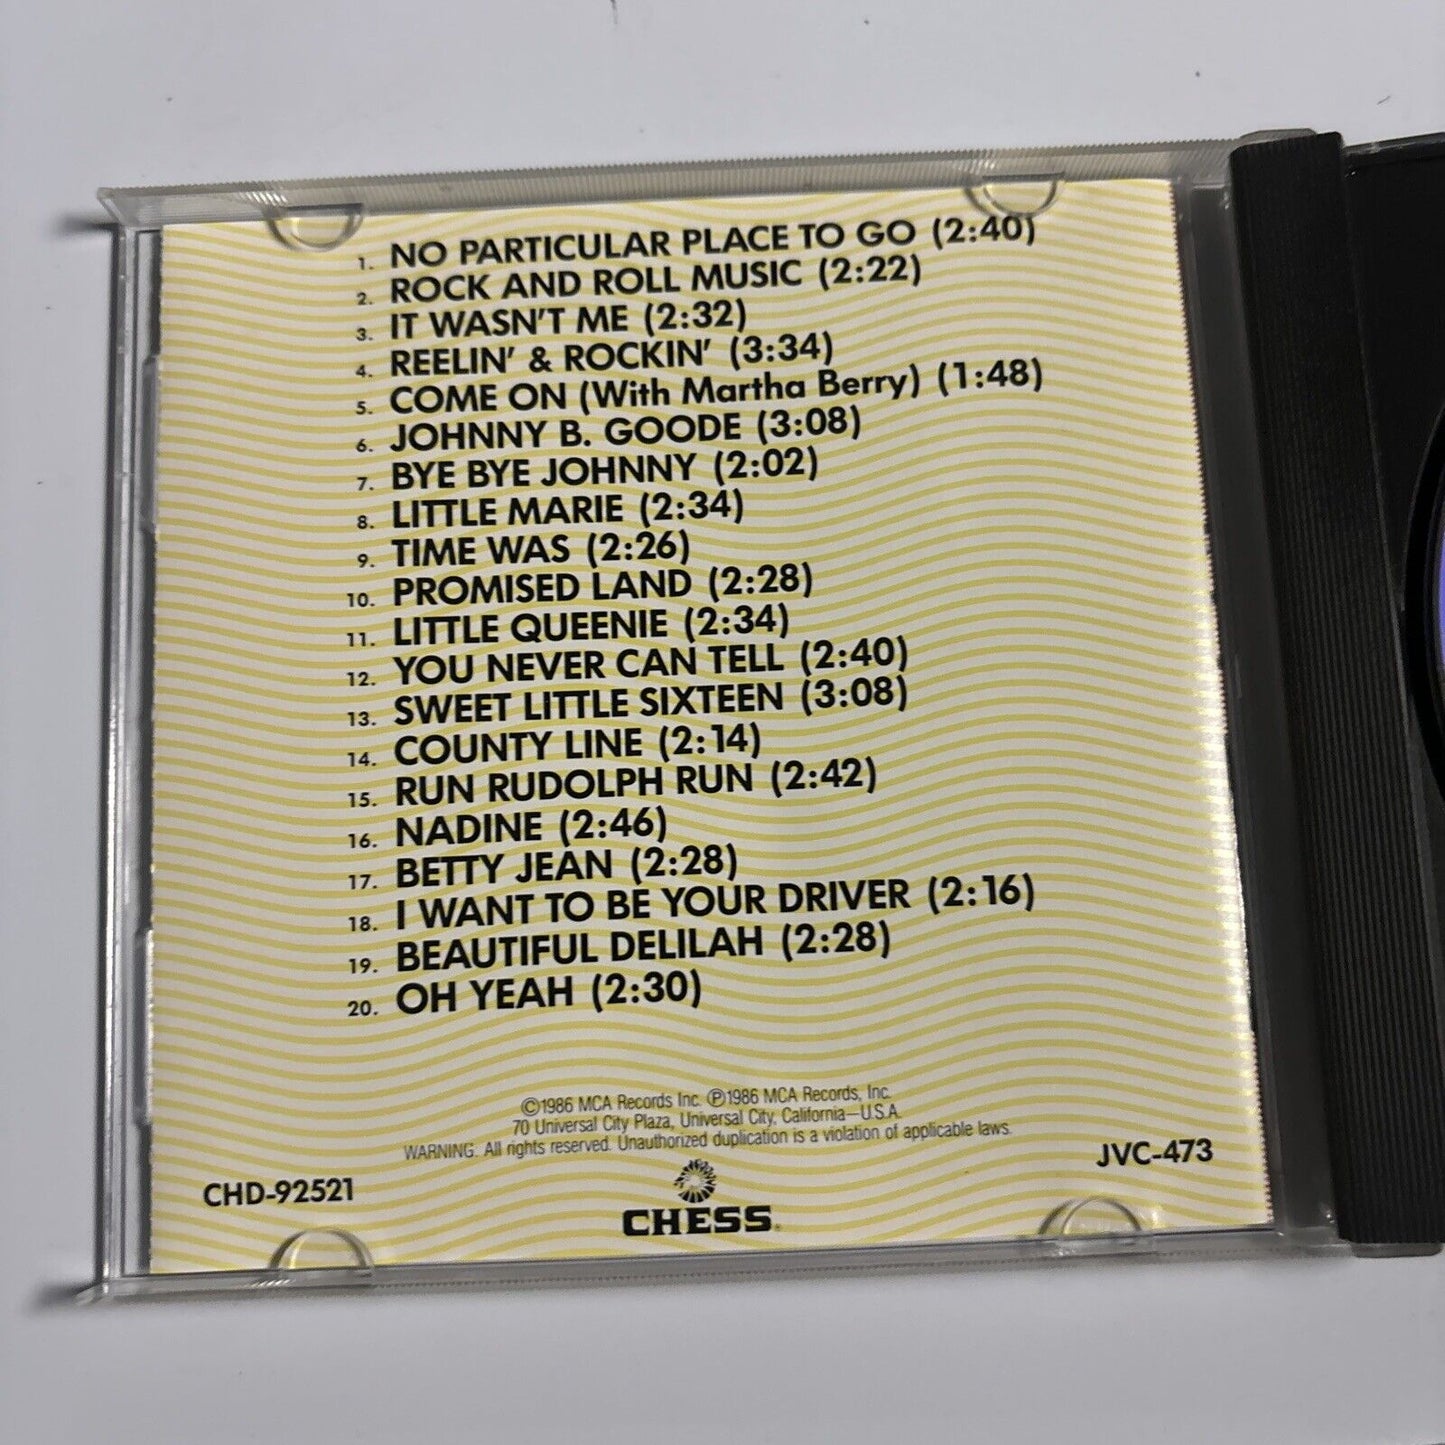 1. NO PARTICULAR PLACE TO GO (2:40)
2. ROCK AND ROLL MUSIC (2:22)
3. IT WASN'T ME (2:32)
4. REELIN' & ROCKIN' (3:34)
5. COME ON (With Martha Berry) (1:48)
6. JOHNNY B. GOODE (3:08)
7. BYE BYE JOHNNY (2:02)
8. LITTLE MARIE (2:34)
9. TIME WAS (2:26)
10. PROMISED LAND (2:28)
11. LITTLE QUEENIE (2:34)
12. YOU NEVER CAN TELL (2:40)
13. SWEET LITTLE SIXTEEN (3:08)
14. COUNTY LINE (2:14)
15. RUN RUDOLPH RUN (2:42)
16. NADINE (2:46)
17. BETTY JEAN (2:28)
18. I WANT TO BE YOUR DRIVER (2:16)
19. BEAUTIFUL DELILAH (2:28)
20. OH YEAH (2:30)
©1986 MCA Records Inc. ℗1986 MCA Records, Inc.
70 Universal City Plaza, Universal City, California—U.S.A.
WARNING: All rights reserved. Unauthorized duplication is a violation of applicable laws.
CHD-92521
JVC-473
CHESS®